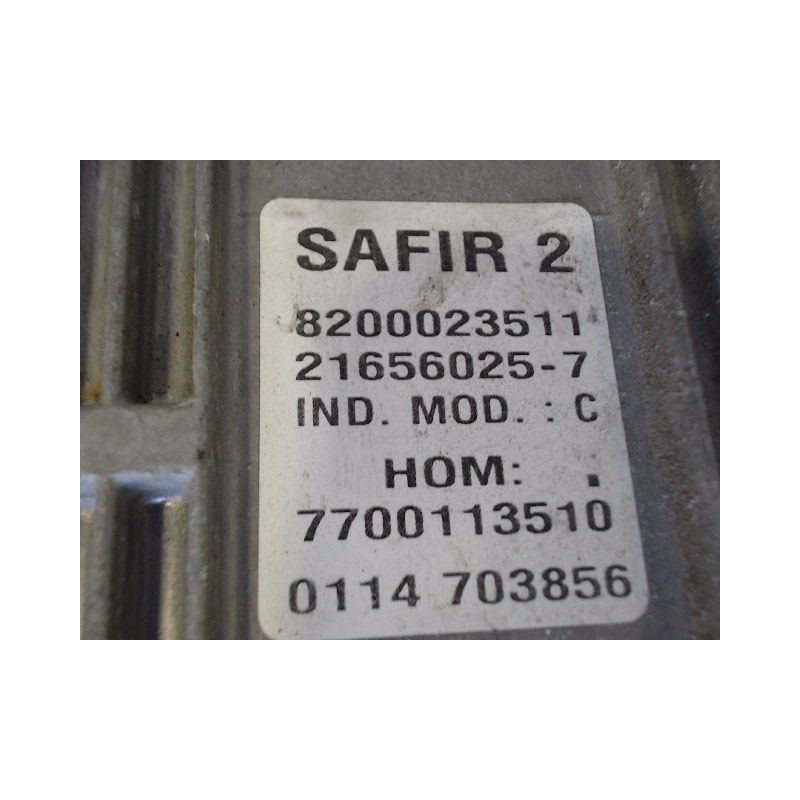 SAFIR 2
8200023511
21656025-7
IND. MOD. : C
HOM: .
7700113510
0114 703856